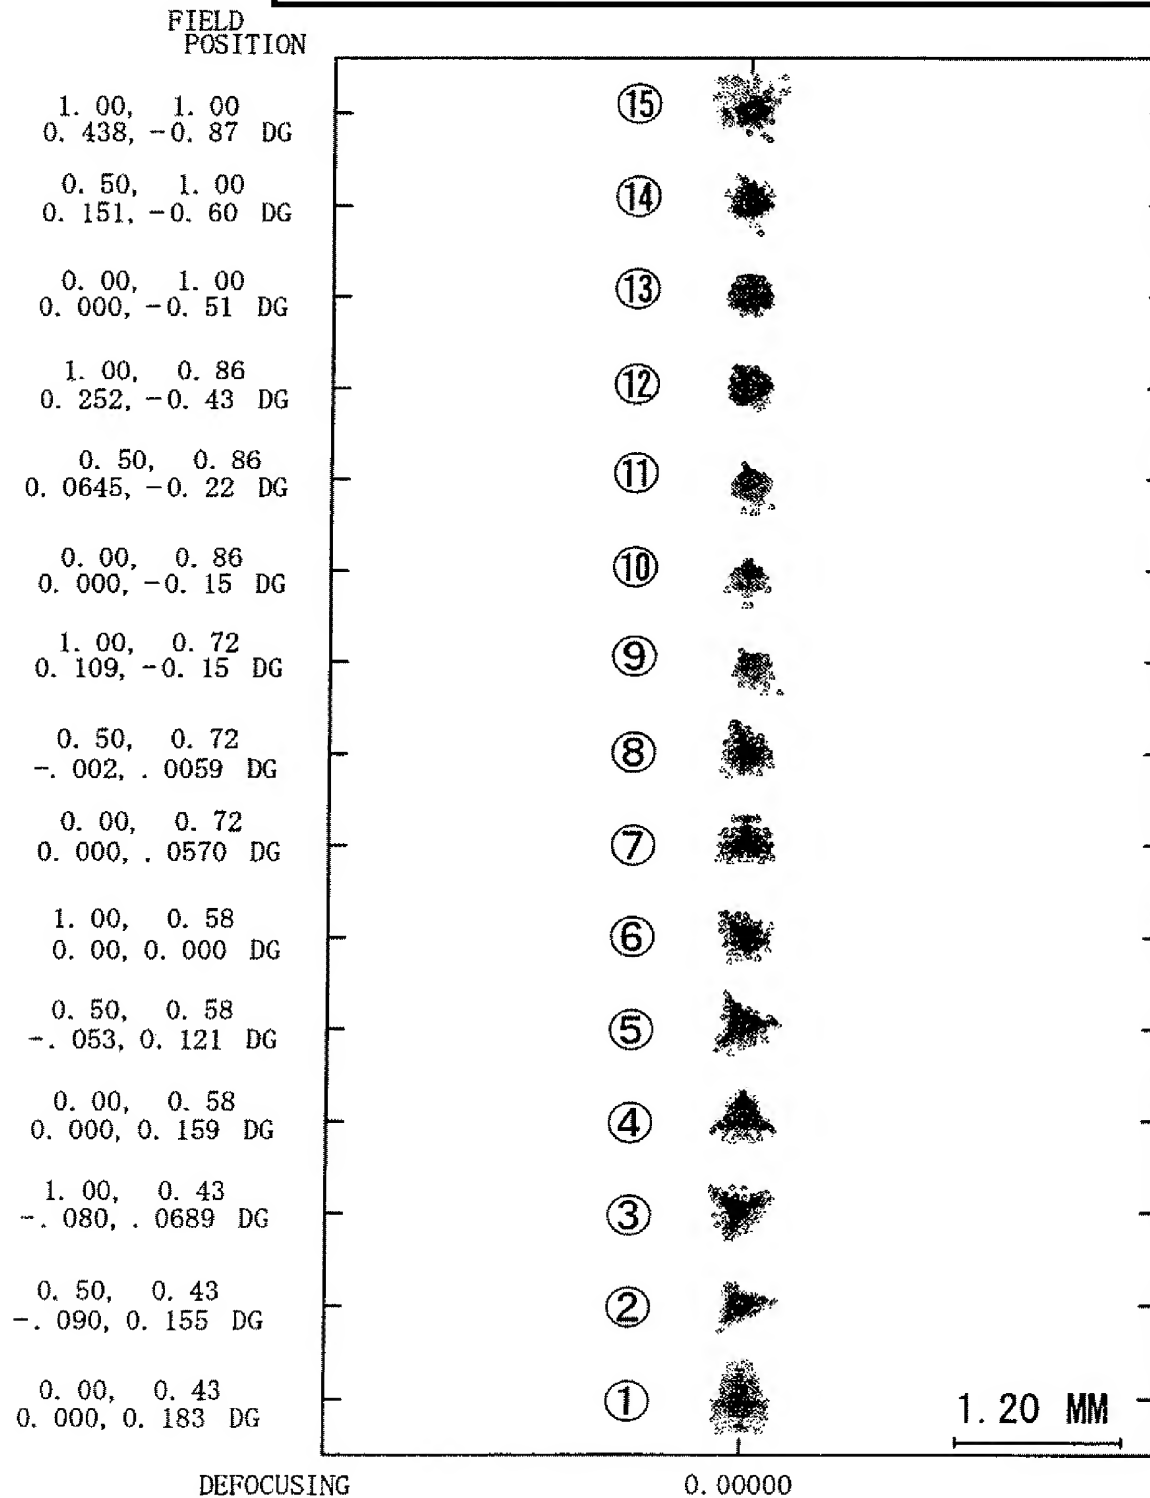 FIELD
POSITION
1. 00, 1. 00
0. 438, -0. 87 DG
⑮
0. 50, 1. 00
0. 151, -0. 60 DG
⑭
0. 00, 1. 00
0. 000, -0. 51 DG
⑬
1. 00, 0. 86
0. 252, -0. 43 DG
⑫
0. 50, 0. 86
0. 0645, -0. 22 DG
⑪
0. 00, 0. 86
0. 000, -0. 15 DG
⑩
1. 00, 0. 72
0. 109, -0. 15 DG
⑨
0. 50, 0. 72
-. 002, . 0059 DG
⑧
0. 00, 0. 72
0. 000, . 0570 DG
⑦
1. 00, 0. 58
0. 00, 0. 000 DG
⑥
0. 50, 0. 58
-. 053, 0. 121 DG
⑤
0. 00, 0. 58
0. 000, 0. 159 DG
④
1. 00, 0. 43
-. 080, . 0689 DG
③
0. 50, 0. 43
-. 090, 0. 155 DG
②
0. 00, 0. 43
0. 000, 0. 183 DG
①
1. 20 MM
DEFOCUSING 0. 00000